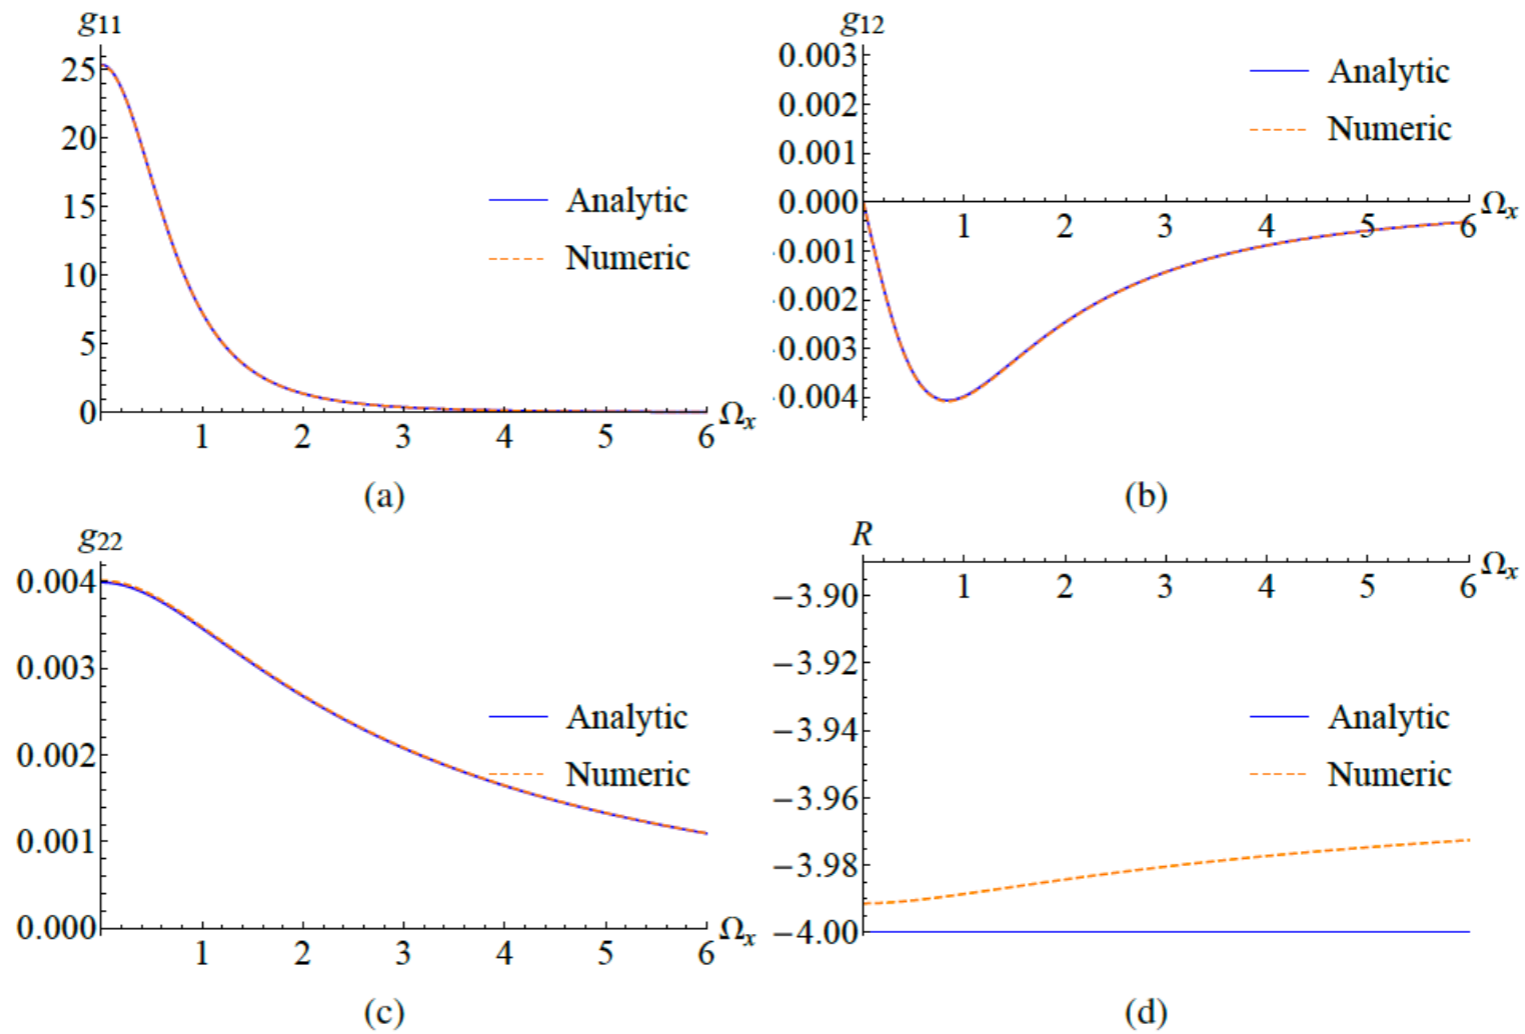 g11
25
20
15
10
5
0
1 2 3 4 5 6 Ωx
Analytic
Numeric
(a)
g12
0.003
0.002
0.001
0.000
0.001
0.002
0.003
0.004
1 2 3 4 5 6 Ωx
Analytic
Numeric
(b)
g22
0.004
0.003
0.002
0.001
0.000
1 2 3 4 5 6 Ωx
Analytic
Numeric
(c)
R
1 2 3 4 5 6 Ωx
−3.90
−3.92
−3.94
−3.96
−3.98
−4.00
Analytic
Numeric
(d)